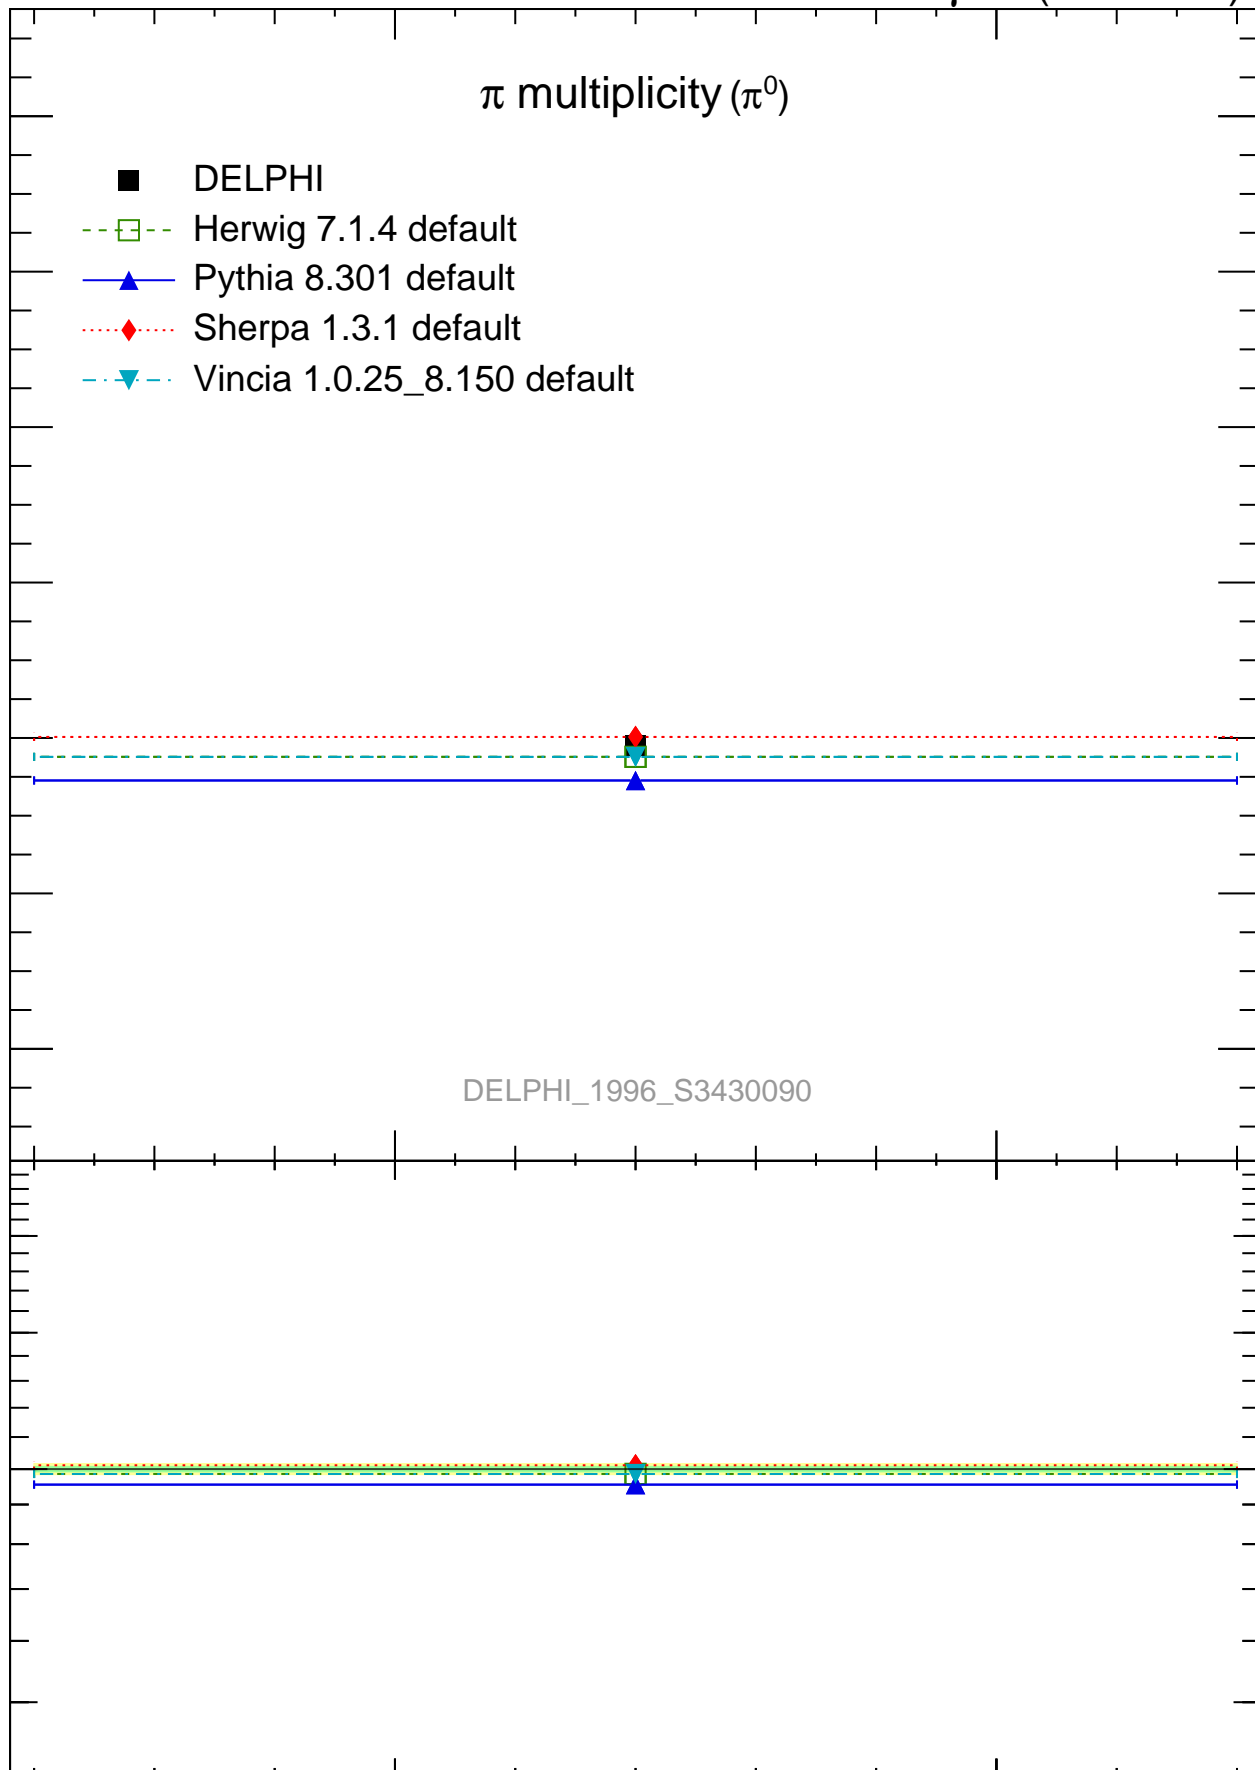 π multiplicity (π⁰)
DELPHI
Herwig 7.1.4 default
Pythia 8.301 default
Sherpa 1.3.1 default
Vincia 1.0.25_8.150 default
DELPHI_1996_S3430090